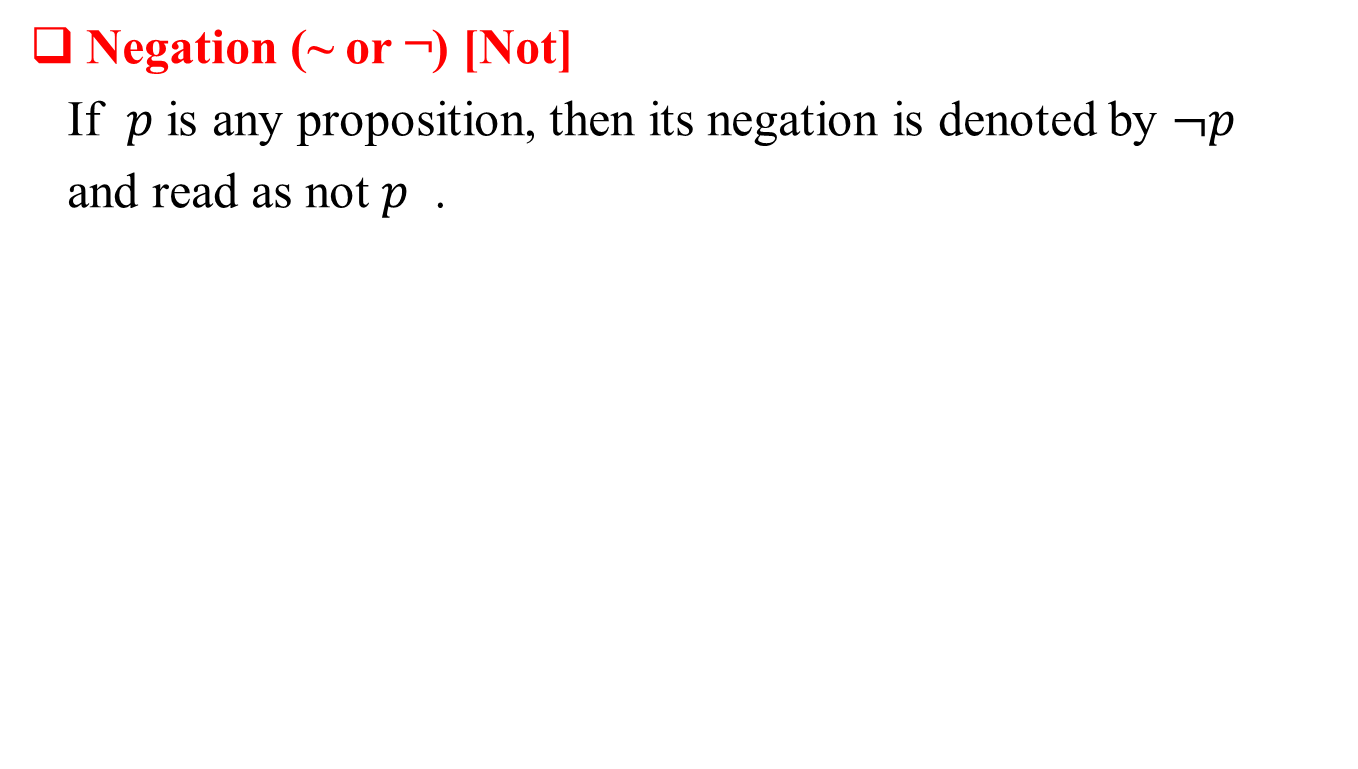 ❑ Negation (~ or ¬) [Not]
If p is any proposition, then its negation is denoted by ¬p
and read as not p .